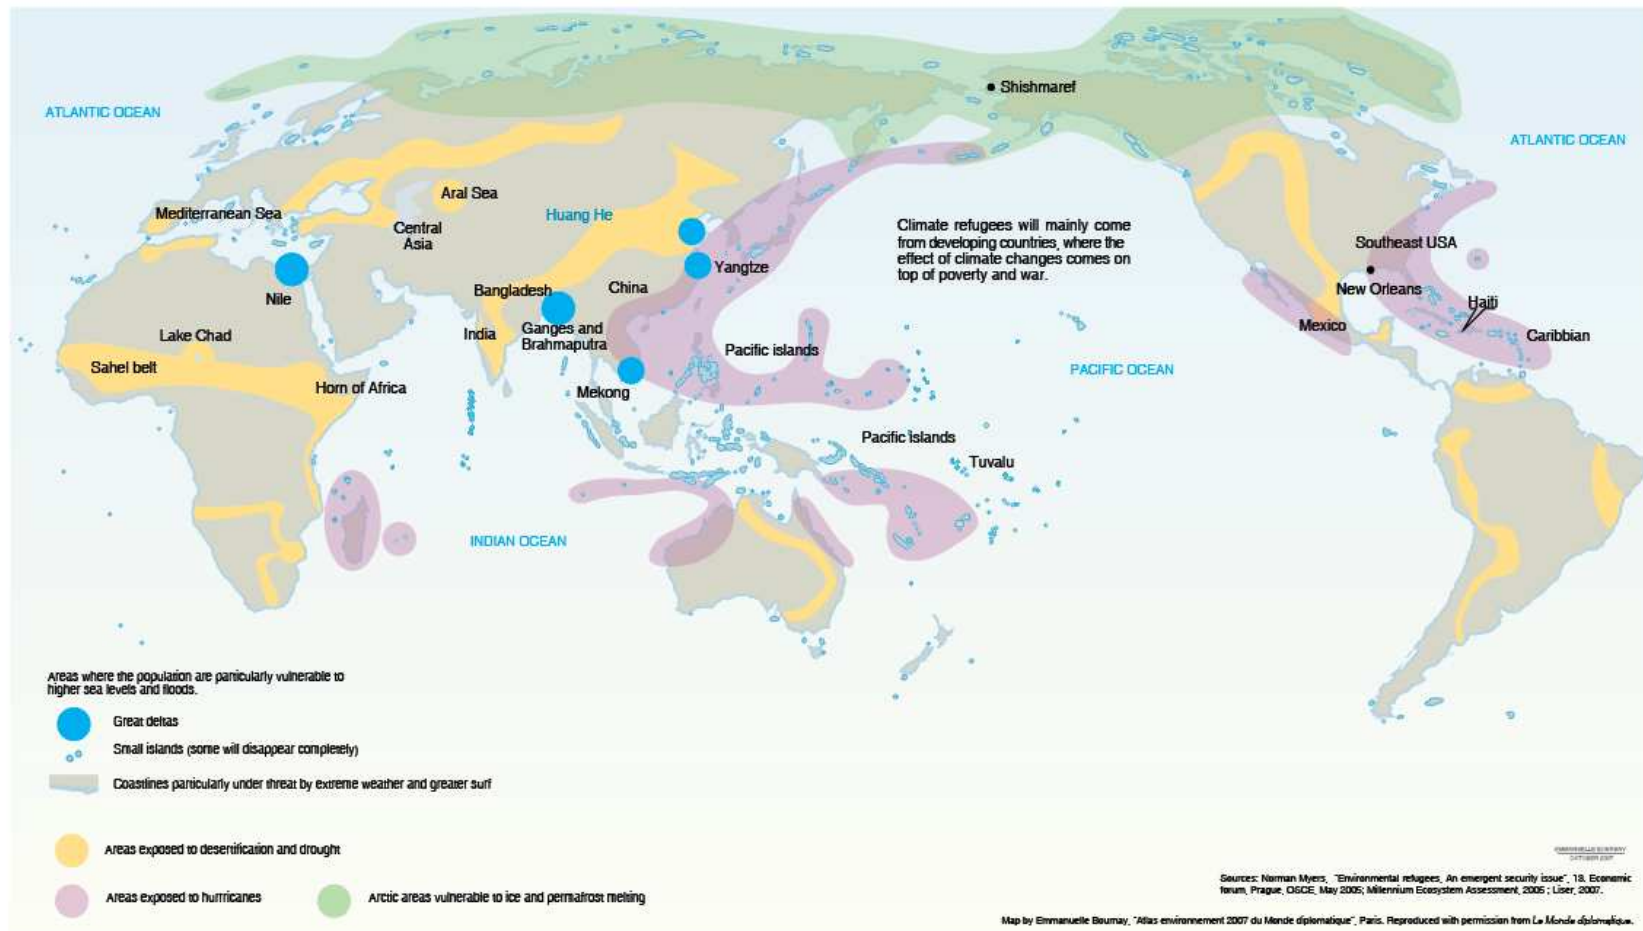 ATLANTIC OCEAN
Shishmaref
ATLANTIC OCEAN
Aral Sea
Mediterranean Sea
Huang He
Central
Asia
Climate refugees will mainly come
from developing countries, where the
effect of climate changes comes on
top of poverty and war.
Southeast USA
Yangtze
Nile
Bangladesh
China
New Orleans
Haiti
Lake Chad
India
Ganges and
Brahmaputra
Mexico
Caribbian
Pacific islands
Sahel belt
PACIFIC OCEAN
Horn of Africa
Mekong
Pacific islands
Tuvalu
INDIAN OCEAN
Areas where the population are particularly vulnerable to
higher sea levels and floods.
Great deltas
Small islands (some will disappear completely)
Coastlines particularly under threat by extreme weather and greater surf
Areas exposed to desertification and drought
Areas exposed to hurrricanes
Arctic areas vulnerable to ice and permafrost melting
EMMANUELLE BOURNAY
OCTOBER 2007
Sources: Norman Myers, "Environmental refugees, An emergent security issue", 13. Economic
forum, Prague, OSCE, May 2005; Millennium Ecosystem Assessment, 2005 ; Liser, 2007.
Map by Emmanuelle Bournay, "Atlas environnement 2007 du Monde diplomatique", Paris. Reproduced with permission from Le Monde diplomatique.